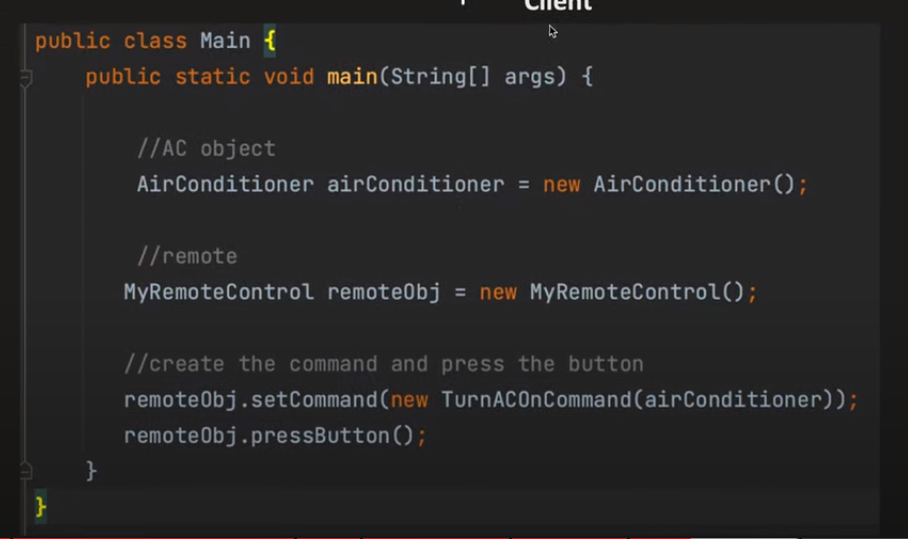 Client
public class Main {
public static void main(String[] args) {
//AC object
AirConditioner airConditioner = new AirConditioner();
//remote
MyRemoteControl remoteObj = new MyRemoteControl();
//create the command and press the button
remoteObj.setCommand(new TurnACOnCommand(airConditioner));
remoteObj.pressButton();
}
}